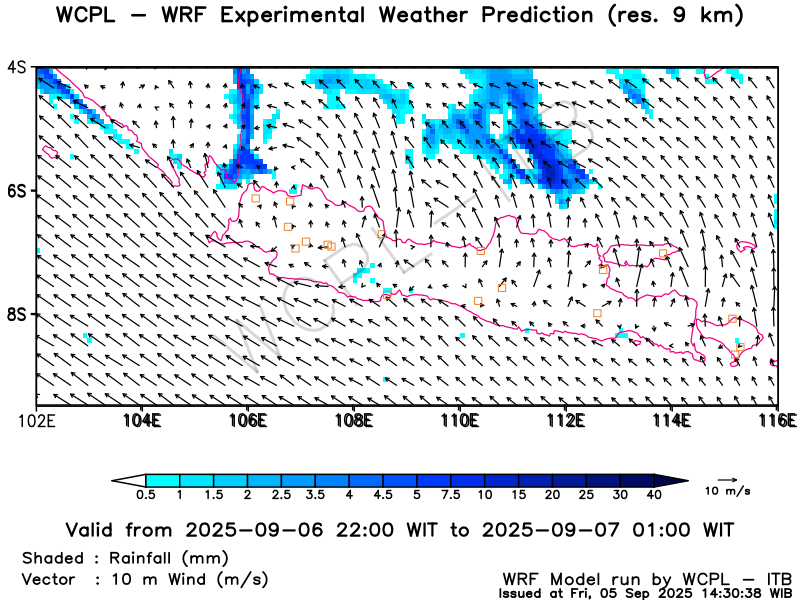 WCPL − WRF Experimental Weather Prediction (res. 9 km)
4S
6S
8S
102E 104E 106E 108E 110E 112E 114E 116E
WCPL-ITB
0.5 1 1.5 2 2.5 3.5 4 4.5 5 7.5 10 15 20 25 30 40
10 m/s
Valid from 2025−09−06 22:00 WIT to 2025−09−07 01:00 WIT
Shaded : Rainfall (mm)
Vector : 10 m Wind (m/s)
WRF Model run by WCPL − ITB
Issued at Fri, 05 Sep 2025 14:30:38 WIB